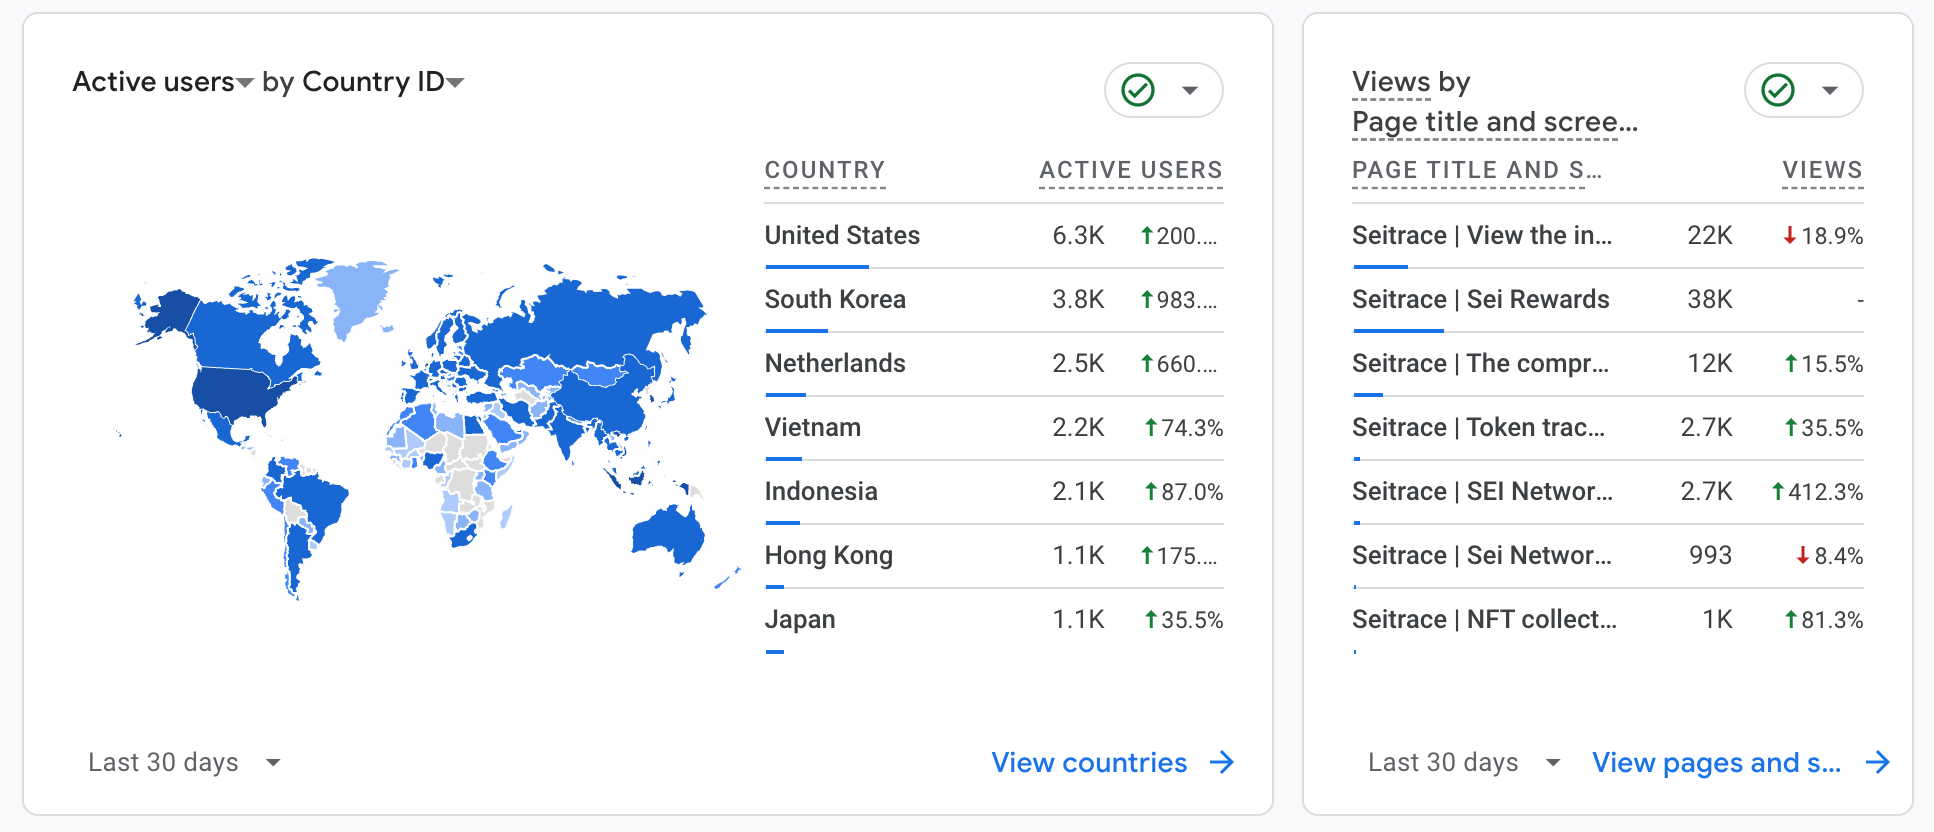 Active users by Country ID
COUNTRY ACTIVE USERS
United States 6.3K 200....
South Korea 3.8K 983....
Netherlands 2.5K 660....
Vietnam 2.2K 74.3%
Indonesia 2.1K 87.0%
Hong Kong 1.1K 175....
Japan 1.1K 35.5%
Last 30 days
View countries
Views by
Page title and scree...
PAGE TITLE AND S... VIEWS
Seitrace | View the in... 22K 18.9%
Seitrace | Sei Rewards 38K -
Seitrace | The compr... 12K 15.5%
Seitrace | Token trac... 2.7K 35.5%
Seitrace | SEI Networ... 2.7K 412.3%
Seitrace | Sei Networ... 993 8.4%
Seitrace | NFT collect... 1K 81.3%
Last 30 days
View pages and s...